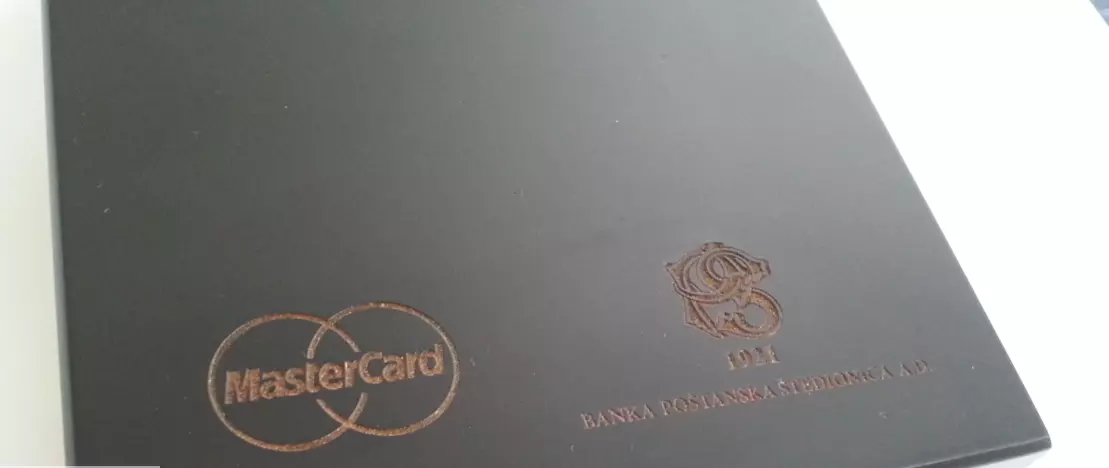 MasterCard
1921
BANKA POŠTANSKA ŠTEDIONICA A.D.